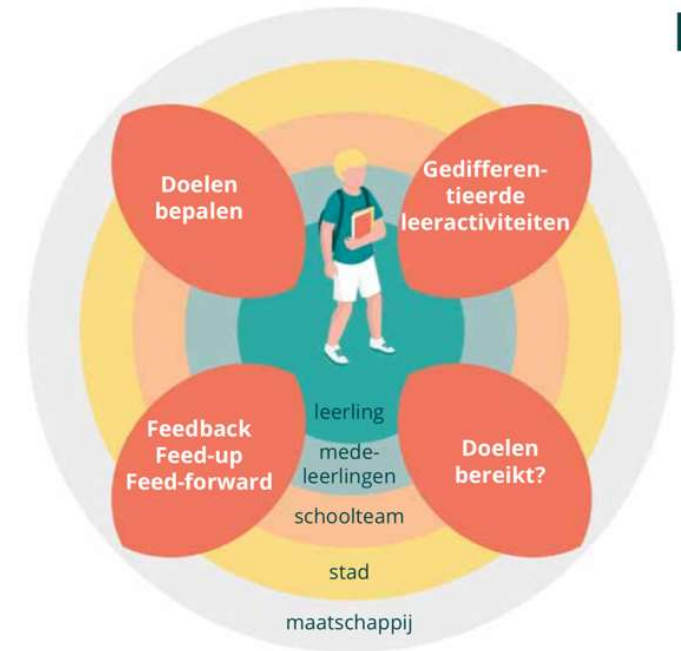 Doelen
bepalen
Gedifferen-
tieerde
leeractiviteiten
Feedback
Feed-up
Feed-forward
Doelen
bereikt?
leerling
mede-
leerlingen
schoolteam
stad
maatschappij